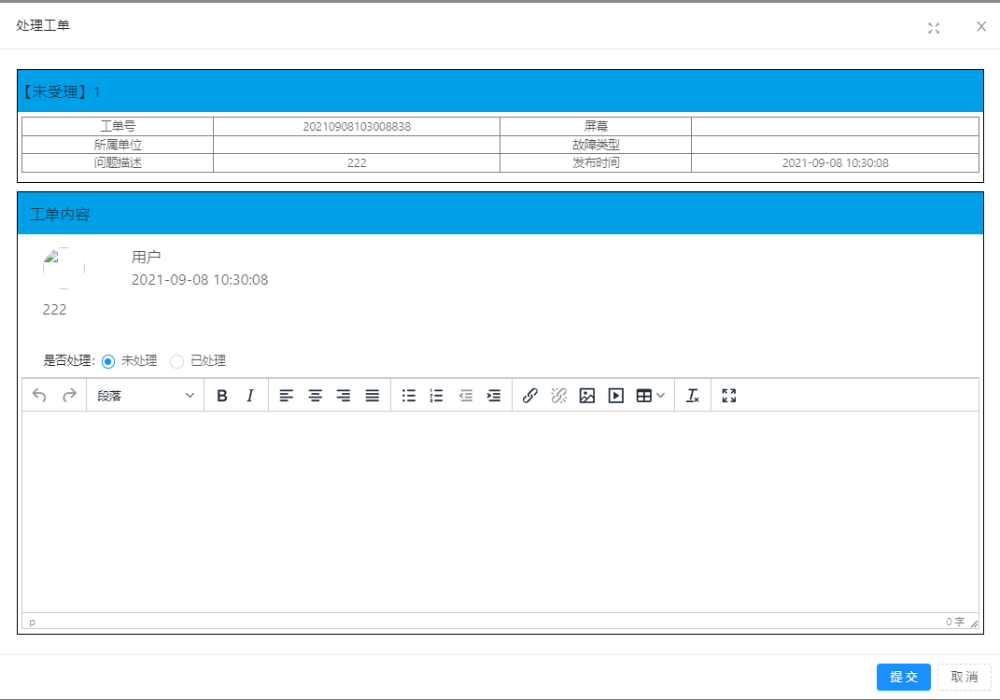 处理工单
【未受理】1
工单号 20210908103008838 屏幕
所属单位 故障类型
问题描述 222 发布时间 2021-09-08 10:30:08
工单内容
用户
2021-09-08 10:30:08
222
是否处理: 未处理 已处理
段落 B I
p 0 字
提交 取消